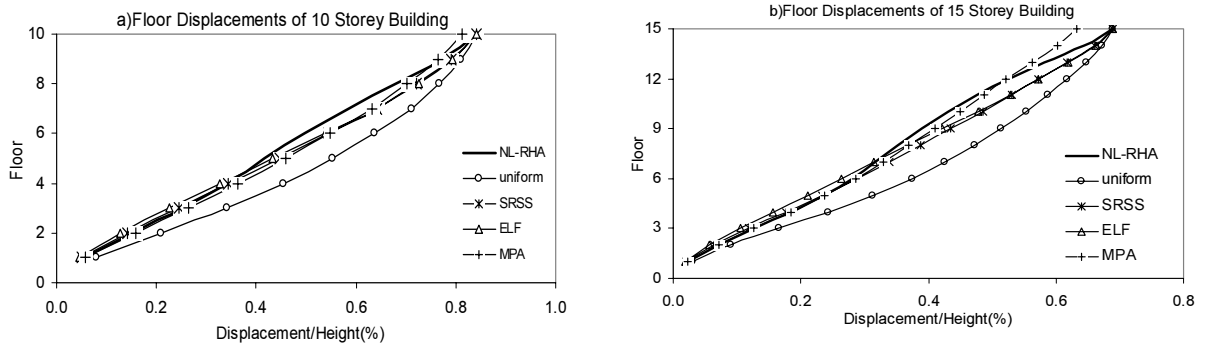 a)Floor Displacements of 10 Storey Building
10
8
6
4
2
0
Floor
NL-RHA
uniform
SRSS
ELF
MPA
0.0 0.2 0.4 0.6 0.8 1.0
Displacement/Height(%)
b)Floor Displacements of 15 Storey Building
15
12
9
6
3
0
Floor
NL-RHA
uniform
SRSS
ELF
MPA
0.0 0.2 0.4 0.6 0.8
Displacement/Height(%)